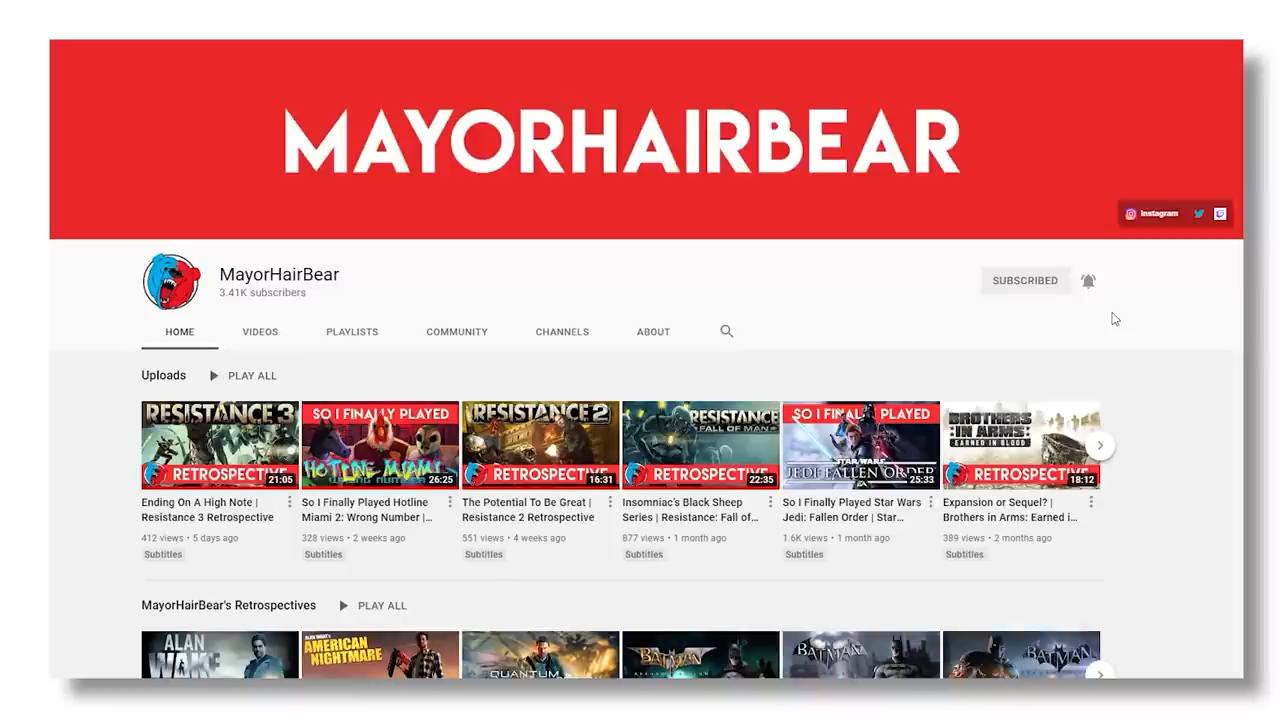 MAYORHAIRBEAR
Instagram
MayorHairBear
3.41K subscribers
SUBSCRIBED
HOME VIDEOS PLAYLISTS COMMUNITY CHANNELS ABOUT
Uploads PLAY ALL
RESISTANCE 3
RETROSPECTIVE
21:05
SO I FINALLY PLAYED
HOTLINE MIAMI
26:25
RESISTANCE 2
RETROSPECTIVE
16:31
RESISTANCE
FALL OF MAN
RETROSPECTIVE
22:35
SO I FINALLY PLAYED
STAR WARS
JEDI FALLEN ORDER
EA
25:33
BROTHERS
IN ARMS:
EARNED IN BLOOD
RETROSPECTIVE
18:12
Ending On A High Note |
Resistance 3 Retrospective
412 views • 5 days ago
Subtitles
So I Finally Played Hotline
Miami 2: Wrong Number |...
328 views • 2 weeks ago
Subtitles
The Potential To Be Great |
Resistance 2 Retrospective
551 views • 4 weeks ago
Subtitles
Insomniac's Black Sheep
Series | Resistance: Fall of...
877 views • 1 month ago
Subtitles
So I Finally Played Star Wars
Jedi: Fallen Order | Star...
1.6K views • 1 month ago
Subtitles
Expansion or Sequel? |
Brothers in Arms: Earned i...
389 views • 2 months ago
Subtitles
MayorHairBear's Retrospectives PLAY ALL
ALAN
WAKE
ALAN WAKE'S
AMERICAN
NIGHTMARE
QUANTUM
BATMAN
BATMAN
BATMAN